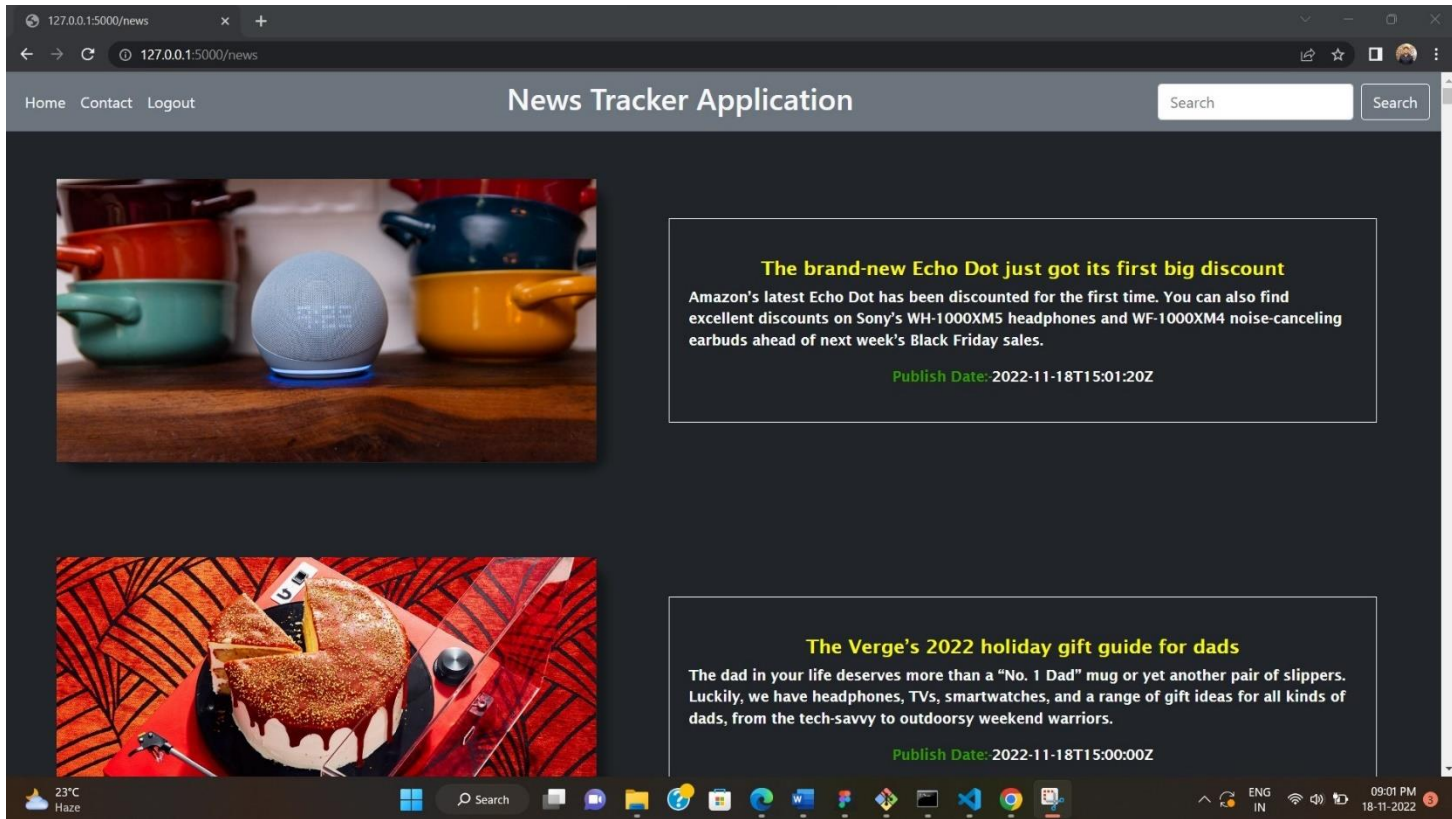 127.0.0.1:5000/news
127.0.0.1:5000/news
Home Contact Logout
News Tracker Application
Search
Search
The brand-new Echo Dot just got its first big discount
Amazon’s latest Echo Dot has been discounted for the first time. You can also find
excellent discounts on Sony’s WH-1000XM5 headphones and WF-1000XM4 noise-canceling
earbuds ahead of next week’s Black Friday sales.
Publish Date:-2022-11-18T15:01:20Z
The Verge’s 2022 holiday gift guide for dads
The dad in your life deserves more than a “No. 1 Dad” mug or yet another pair of slippers.
Luckily, we have headphones, TVs, smartwatches, and a range of gift ideas for all kinds of
dads, from the tech-savvy to outdoorsy weekend warriors.
Publish Date:-2022-11-18T15:00:00Z
23°C
Haze
Search
ENG
IN
09:01 PM
18-11-2022
3